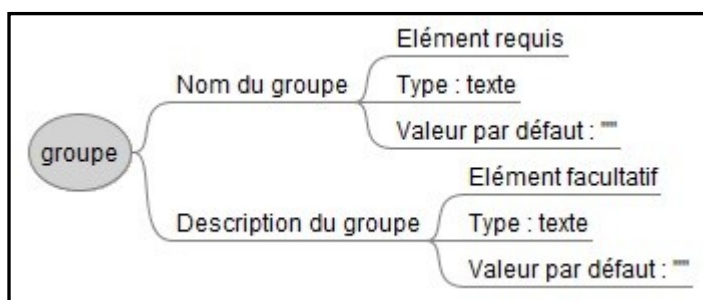 groupe
Nom du groupe
Elément requis
Type : texte
Valeur par défaut : ""
Description du groupe
Elément facultatif
Type : texte
Valeur par défaut : ""